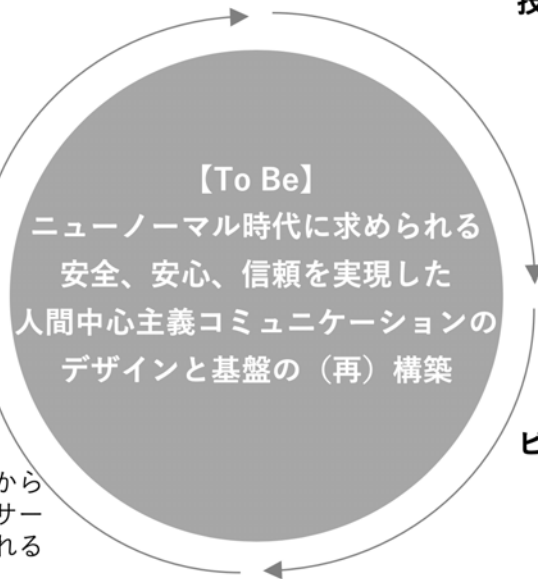 【To Be】
ニューノーマル時代に求められる
安全、安心、信頼を実現した
人間中心主義コミュニケーションの
デザインと基盤の（再）構築
から
サー
れる